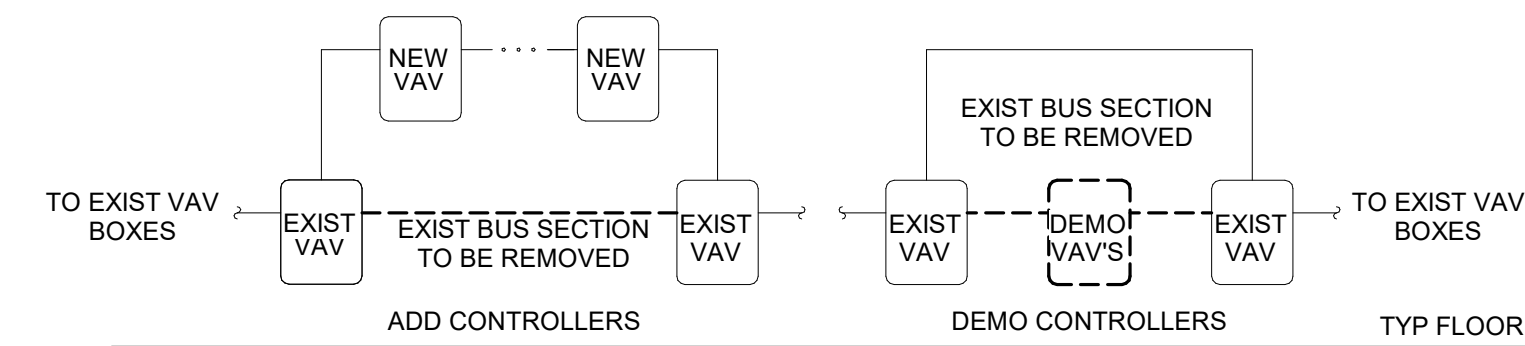 NEW
VAV
NEW
VAV
EXIST BUS SECTION
TO BE REMOVED
TO EXIST VAV
BOXES
EXIST
VAV
EXIST BUS SECTION
TO BE REMOVED
EXIST
VAV
EXIST
VAV
DEMO
VAV'S
EXIST
VAV
TO EXIST VAV
BOXES
ADD CONTROLLERS
DEMO CONTROLLERS
TYP FLOOR